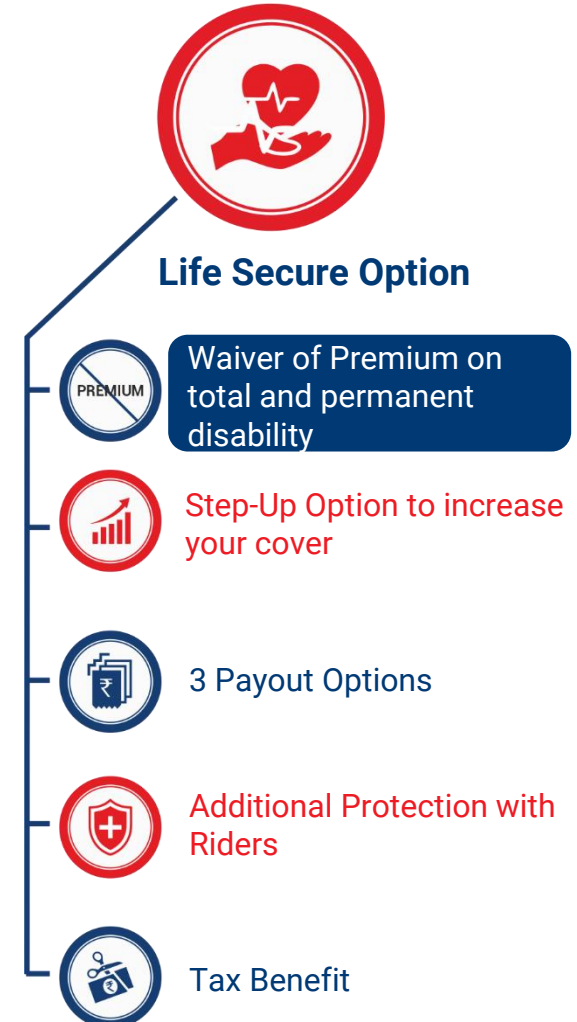 Life Secure Option
PREMIUM
Waiver of Premium on
total and permanent
disability
Step-Up Option to increase
your cover
₹
3 Payout Options
Additional Protection with
Riders
₹
Tax Benefit